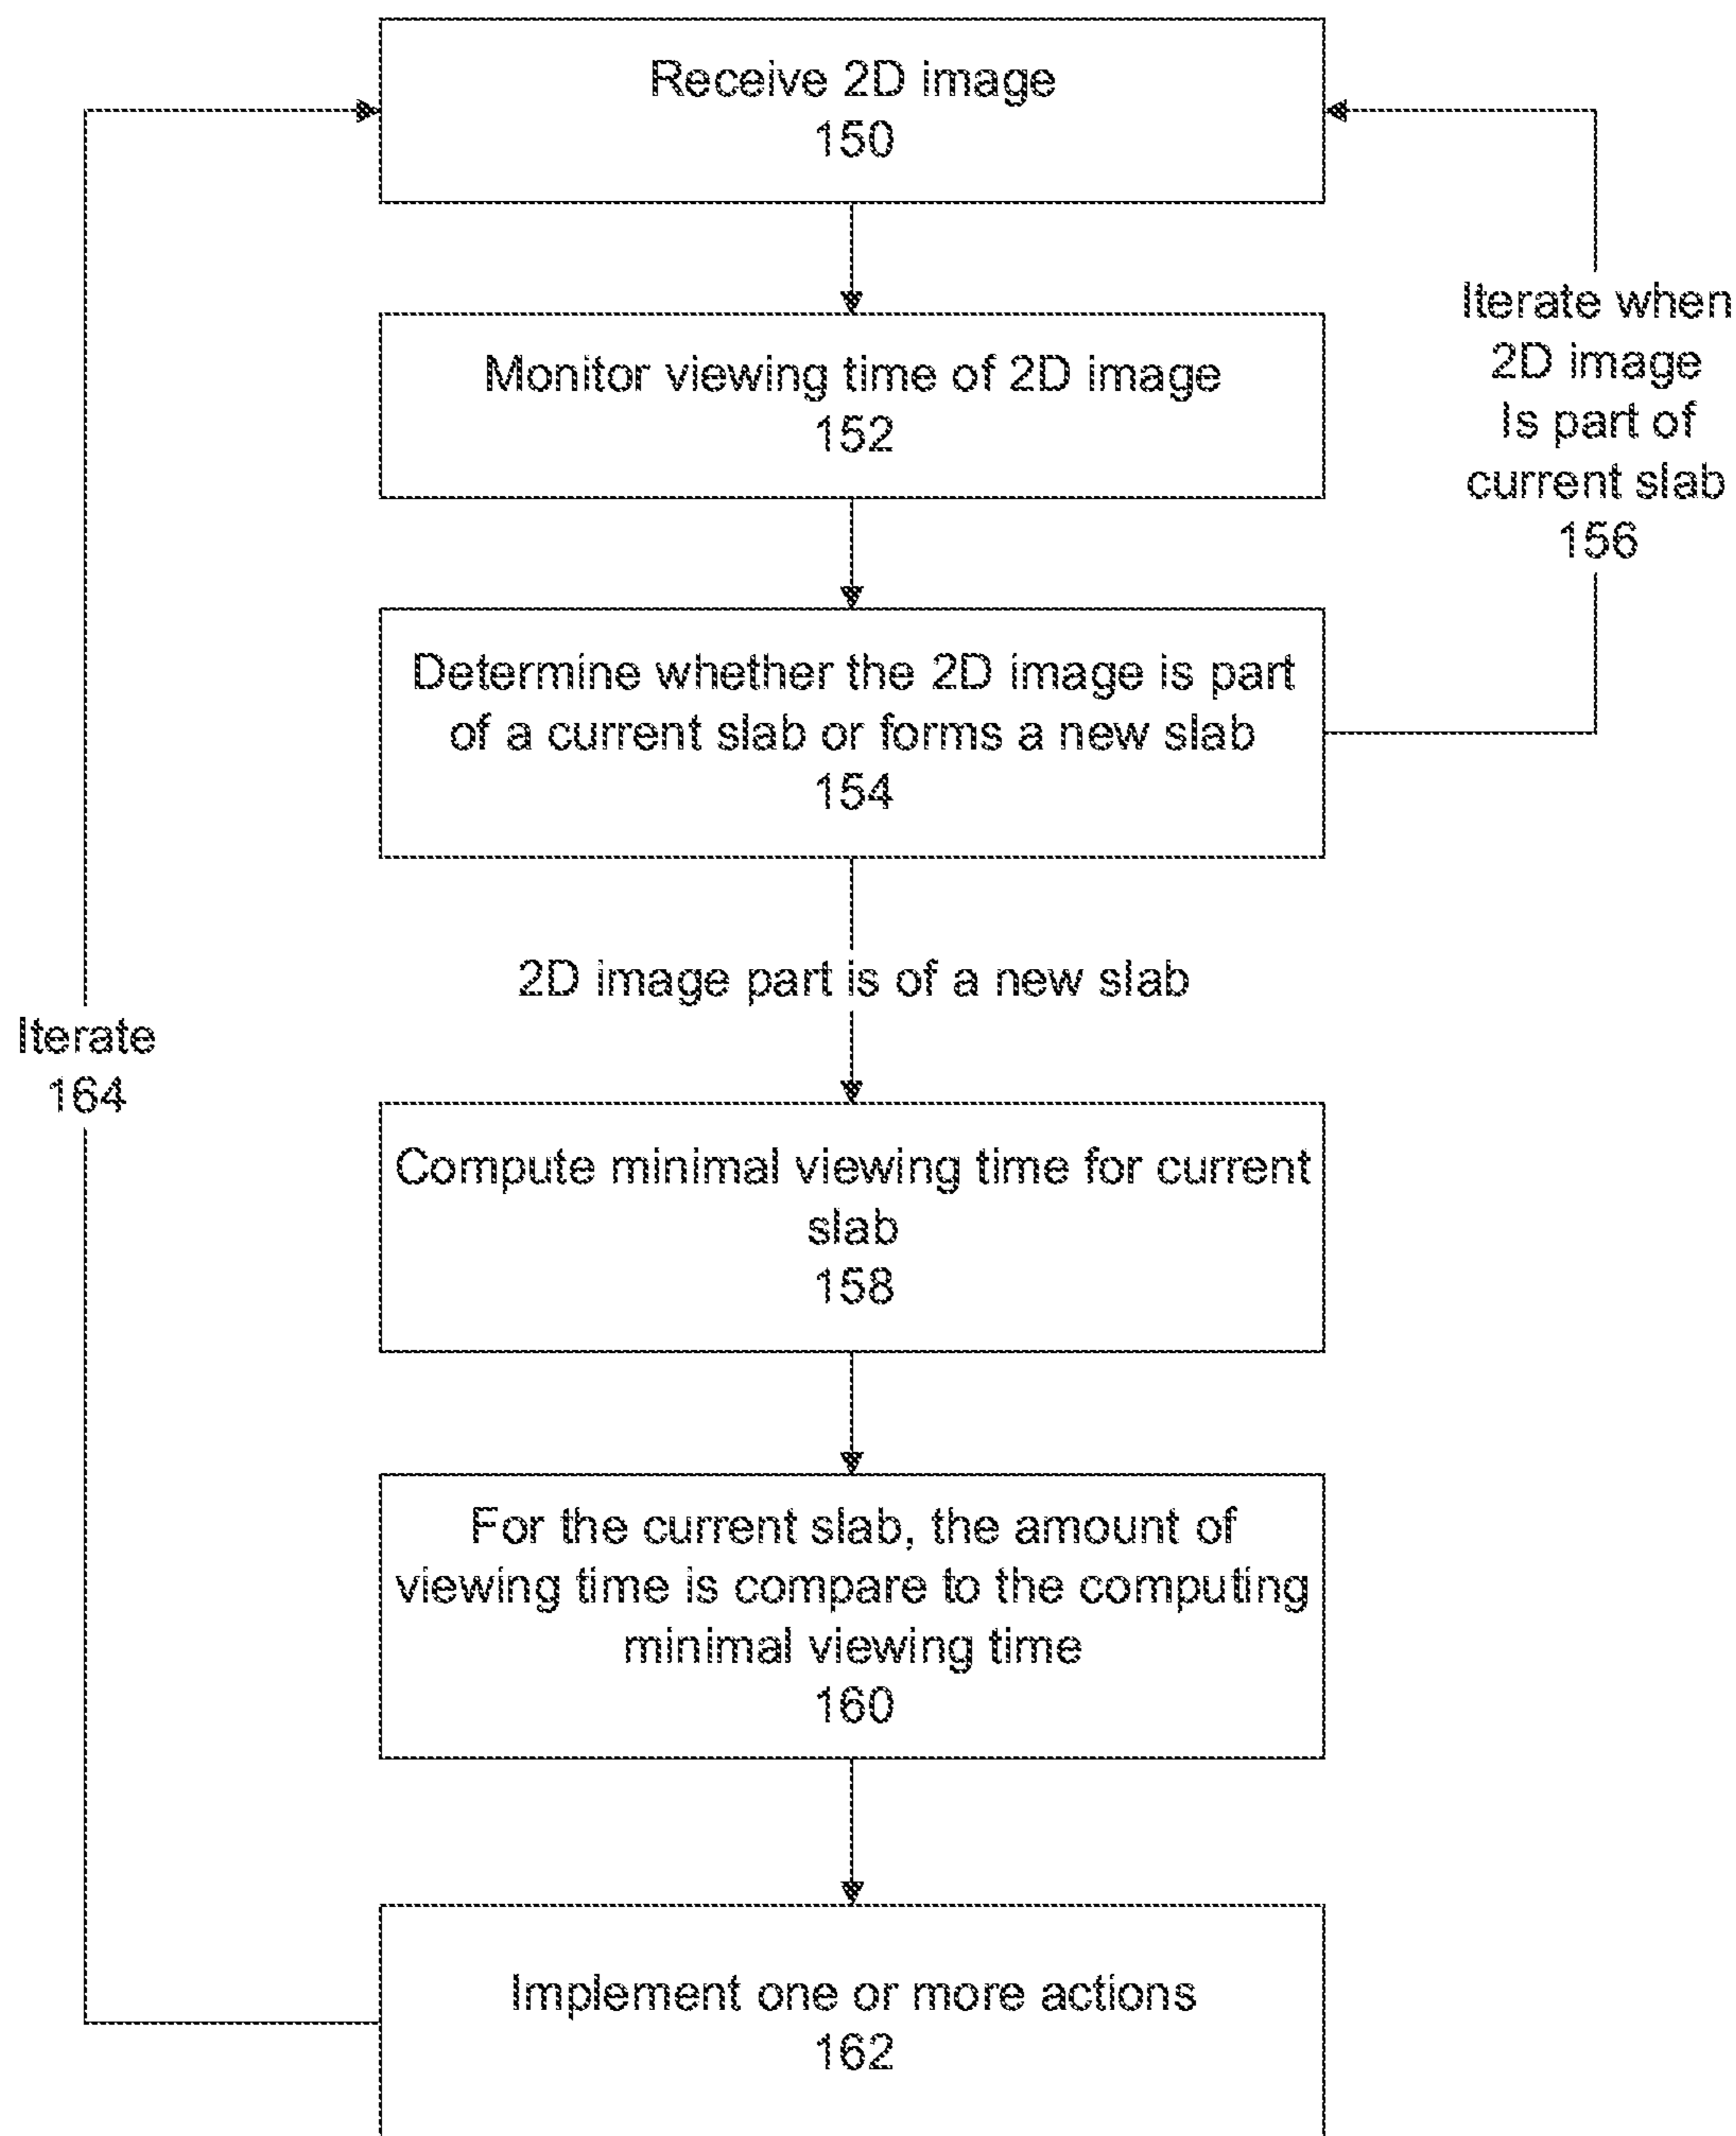 Receive 2D image
150
Monitor viewing time of 2D image
152
Iterate when
2D image
Is part of
current slab
156
Determine whether the 2D image is part
of a current slab or forms a new slab
154
2D image part is of a new slab
Iterate
164
Compute minimal viewing time for current
slab
158
For the current slab, the amount of
viewing time is compare to the computing
minimal viewing time
160
Implement one or more actions
162